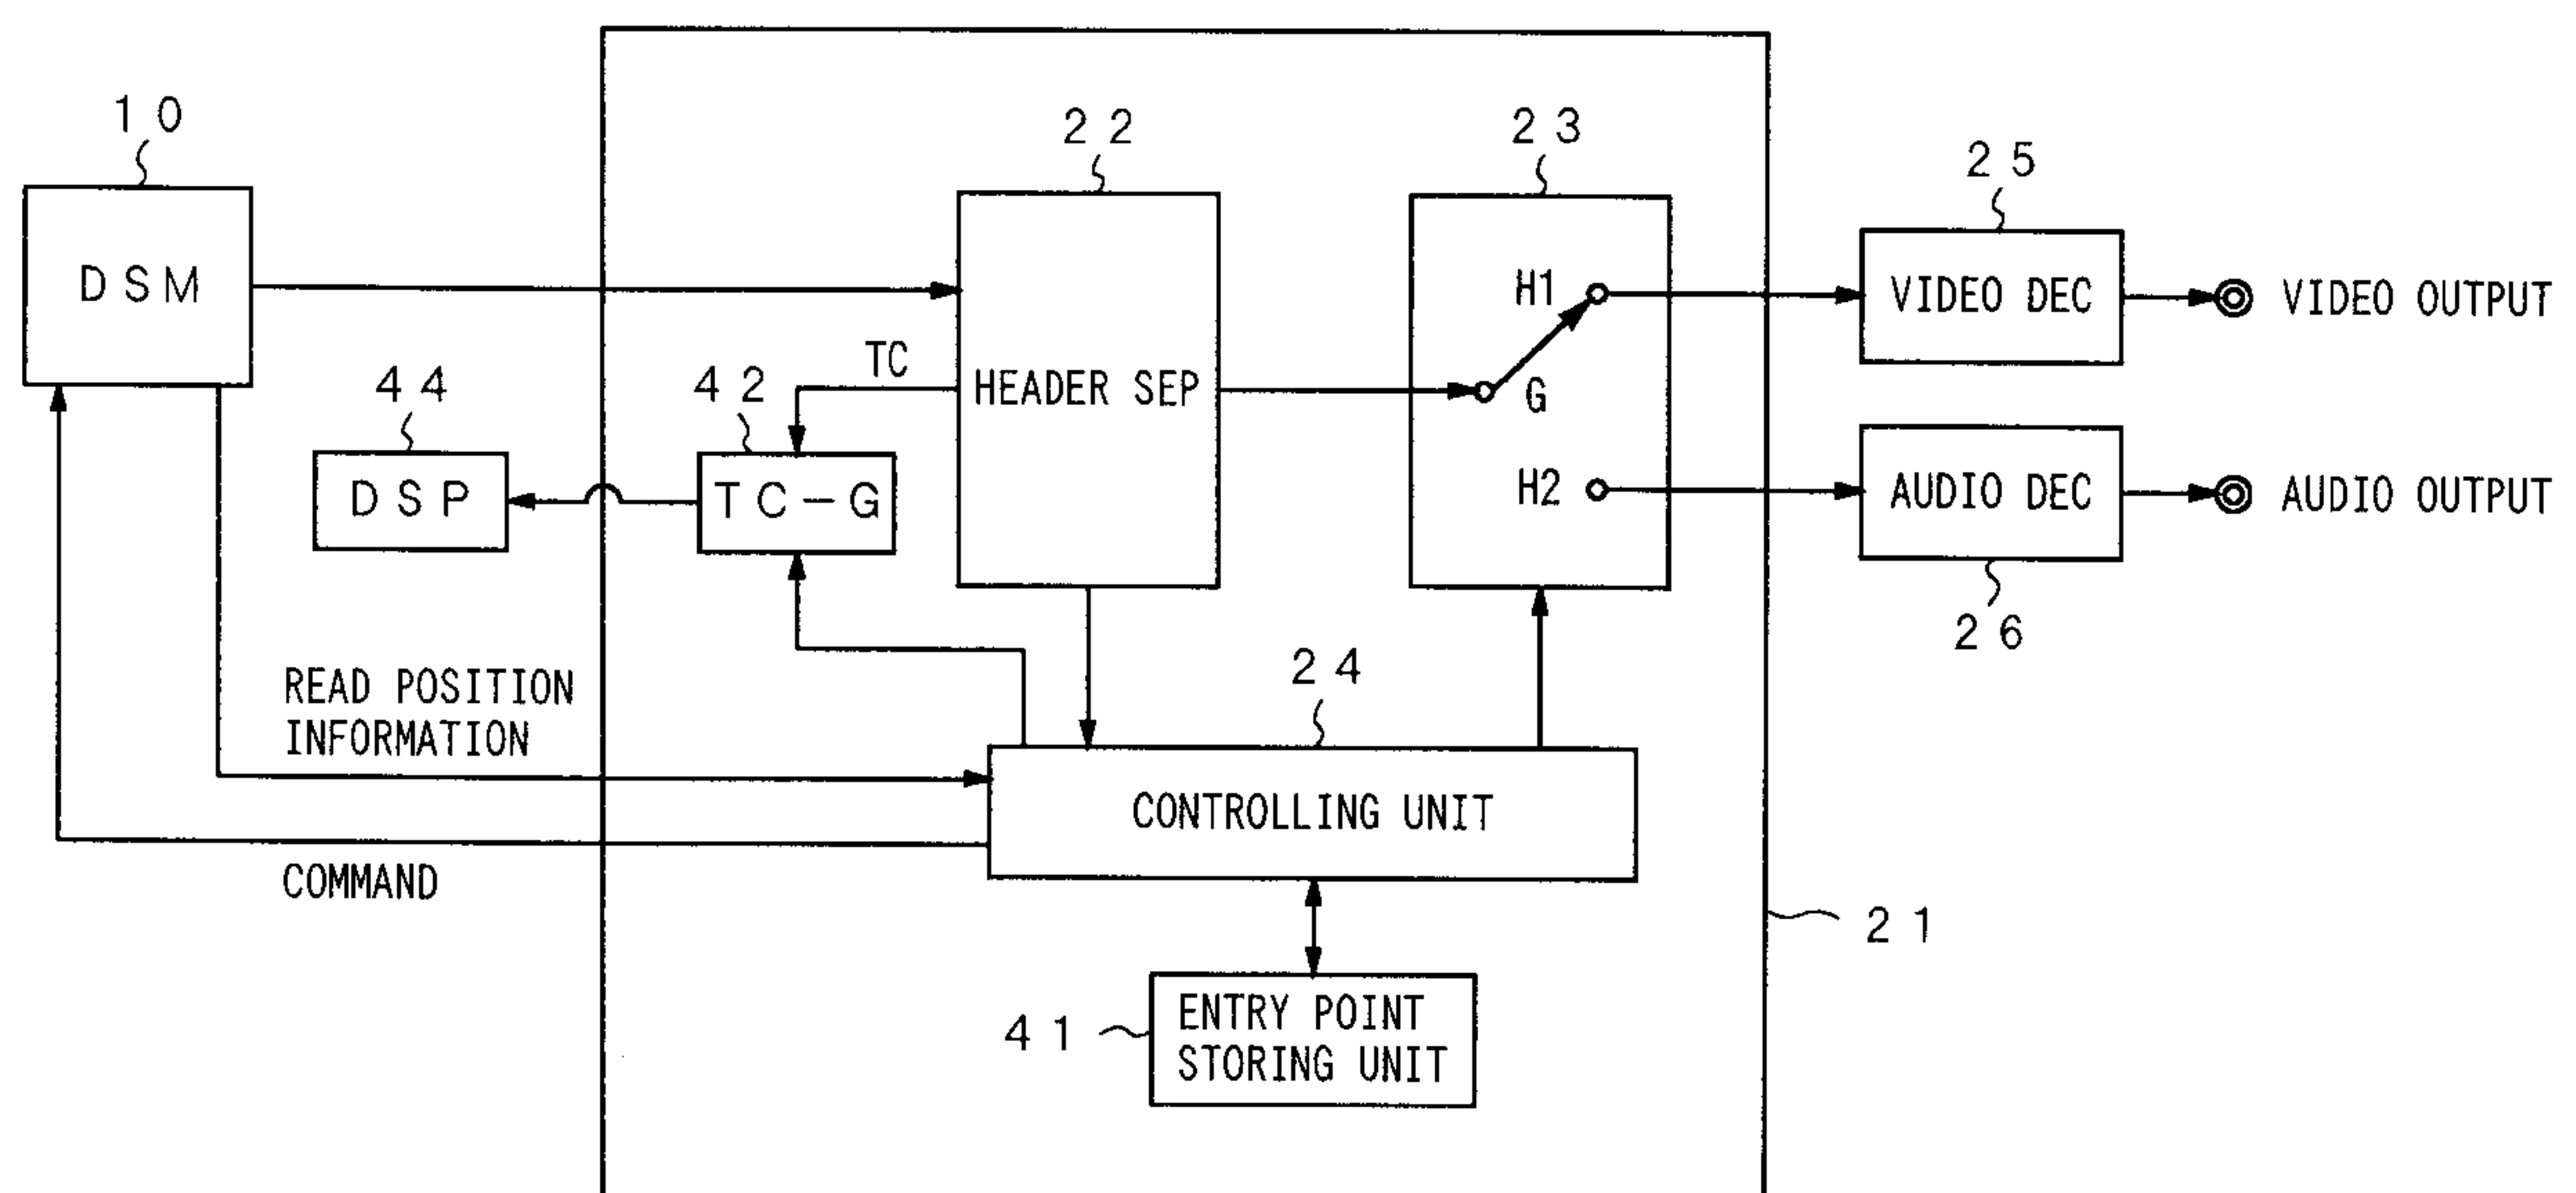 10
22
23
25
DSM
H1
VIDEO DEC
VIDEO OUTPUT
TC
44
42
HEADER SEP
G
DSP
TC-G
H2
AUDIO DEC
AUDIO OUTPUT
26
READ POSITION
INFORMATION
24
CONTROLLING UNIT
COMMAND
21
41
ENTRY POINT
STORING UNIT